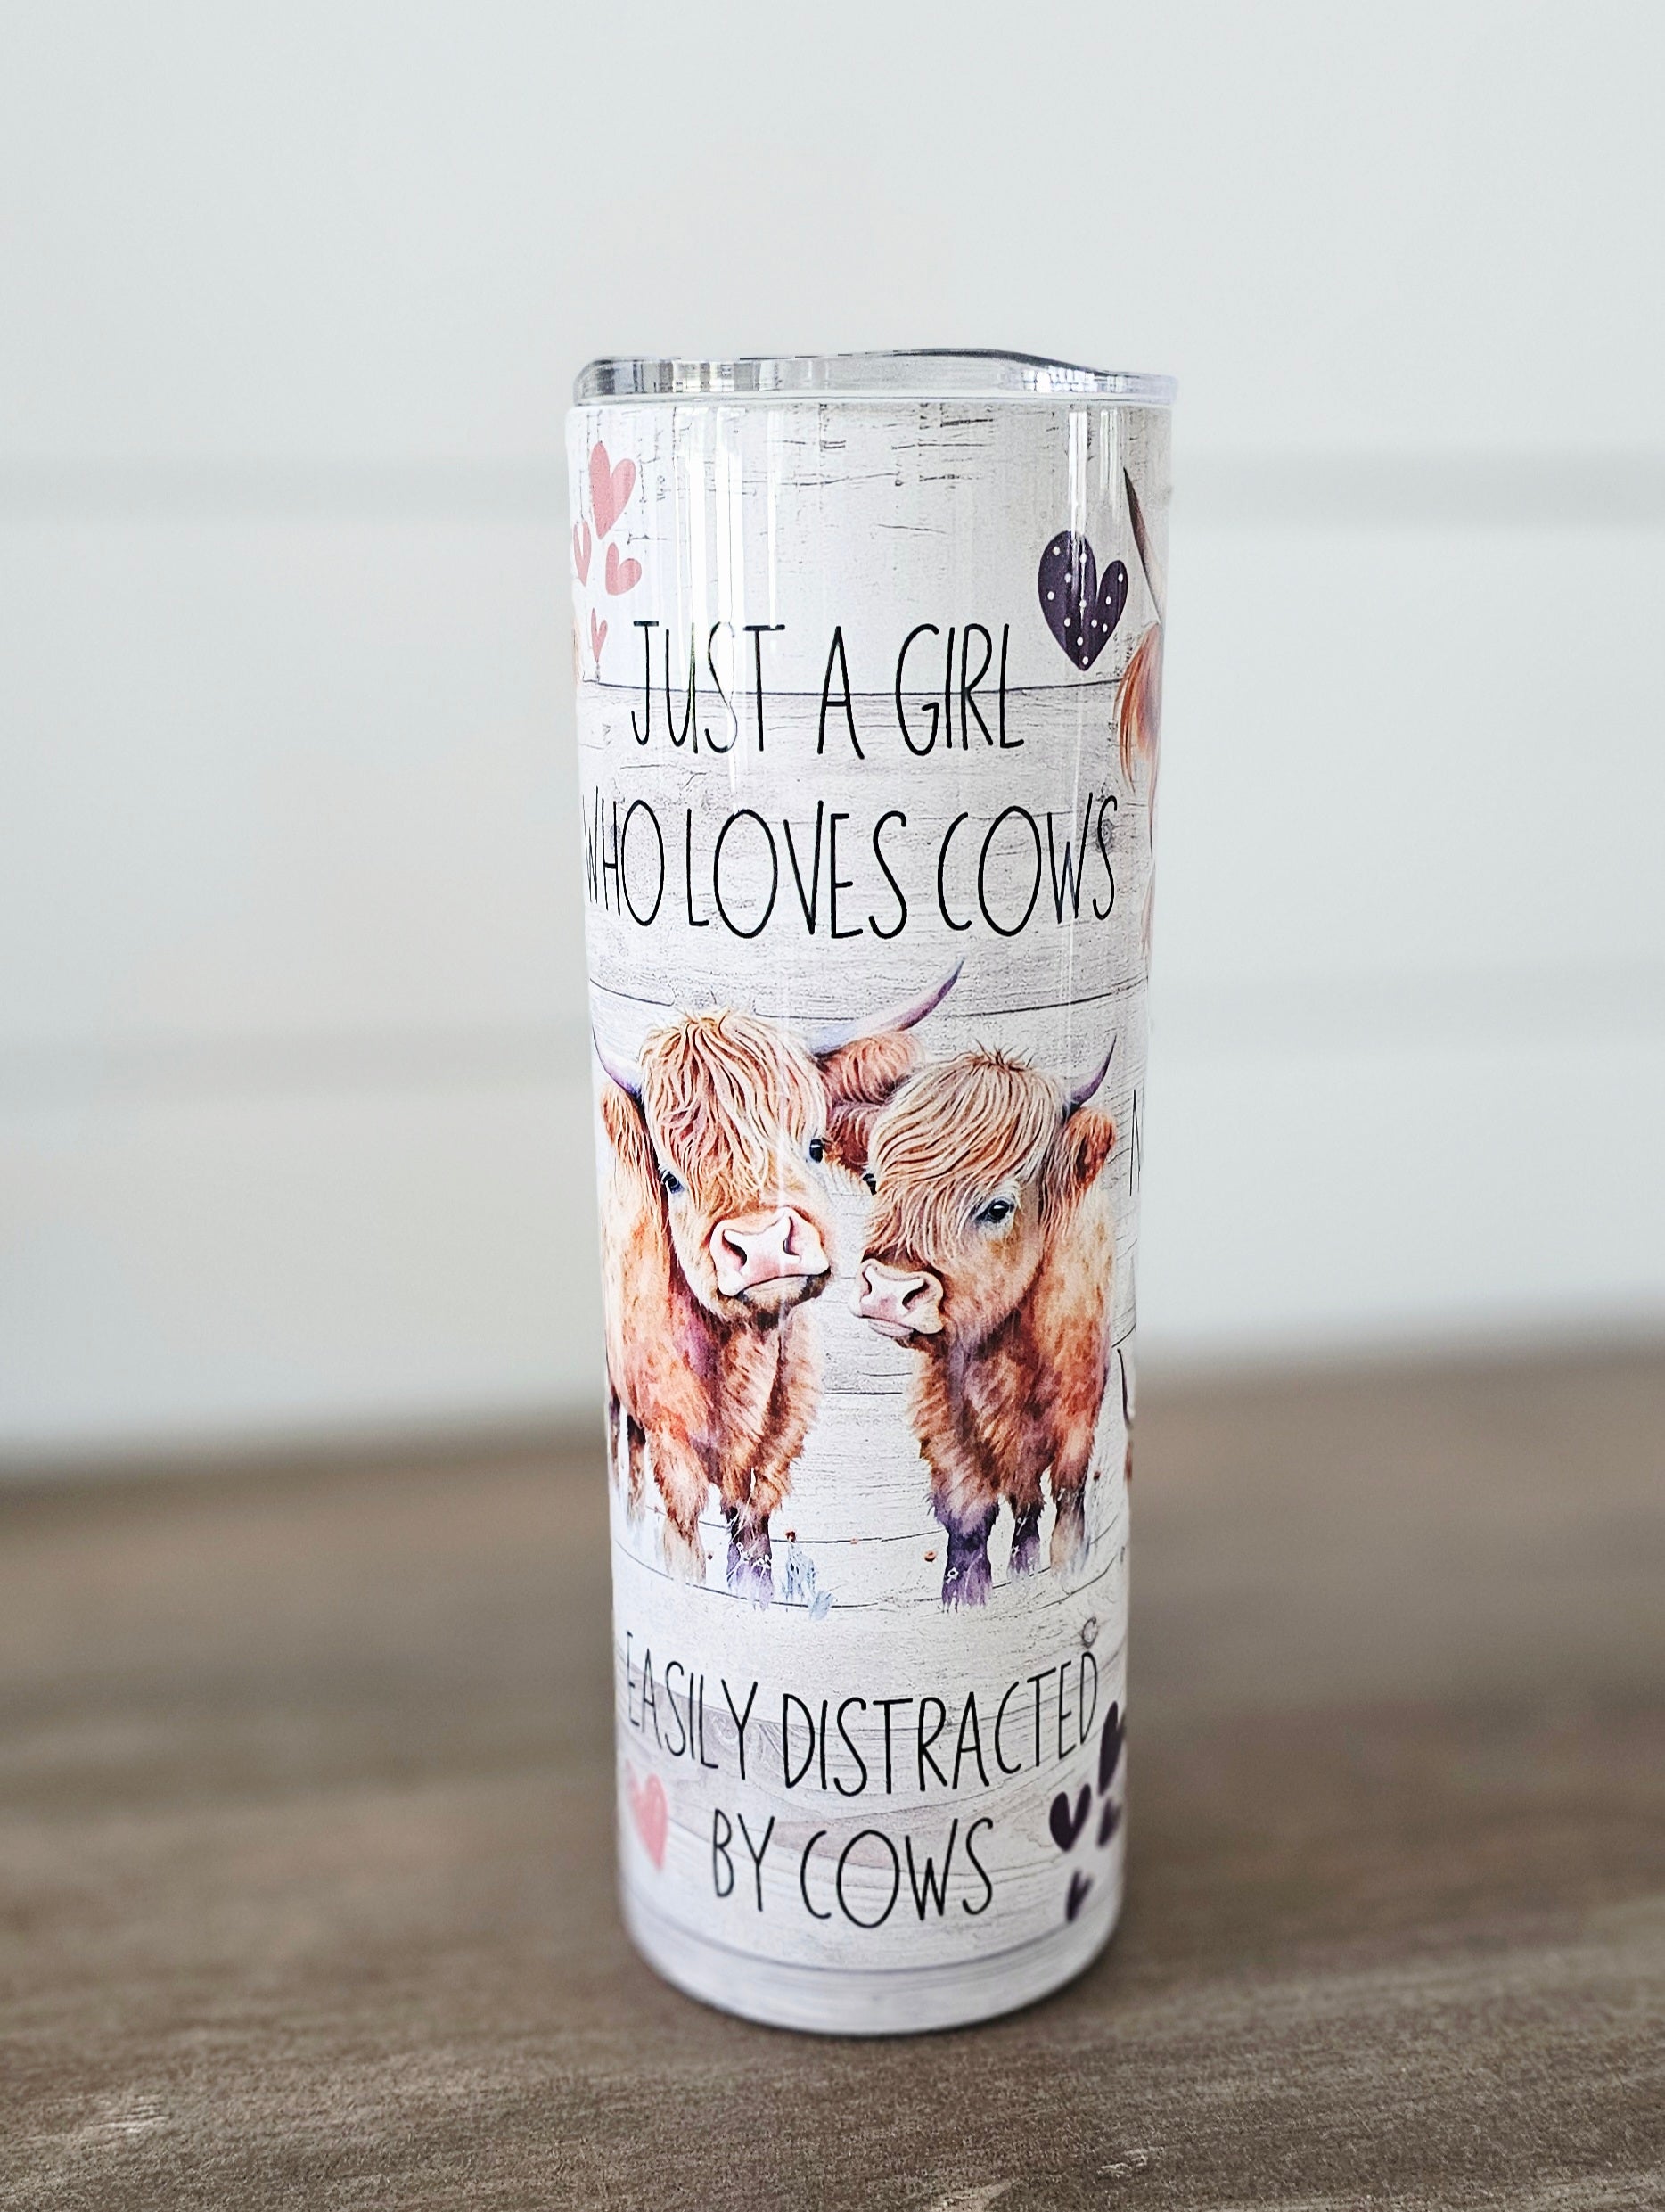 JUST A GIRL
WHO LOVES COWS
EASILY DISTRACTED
BY COWS